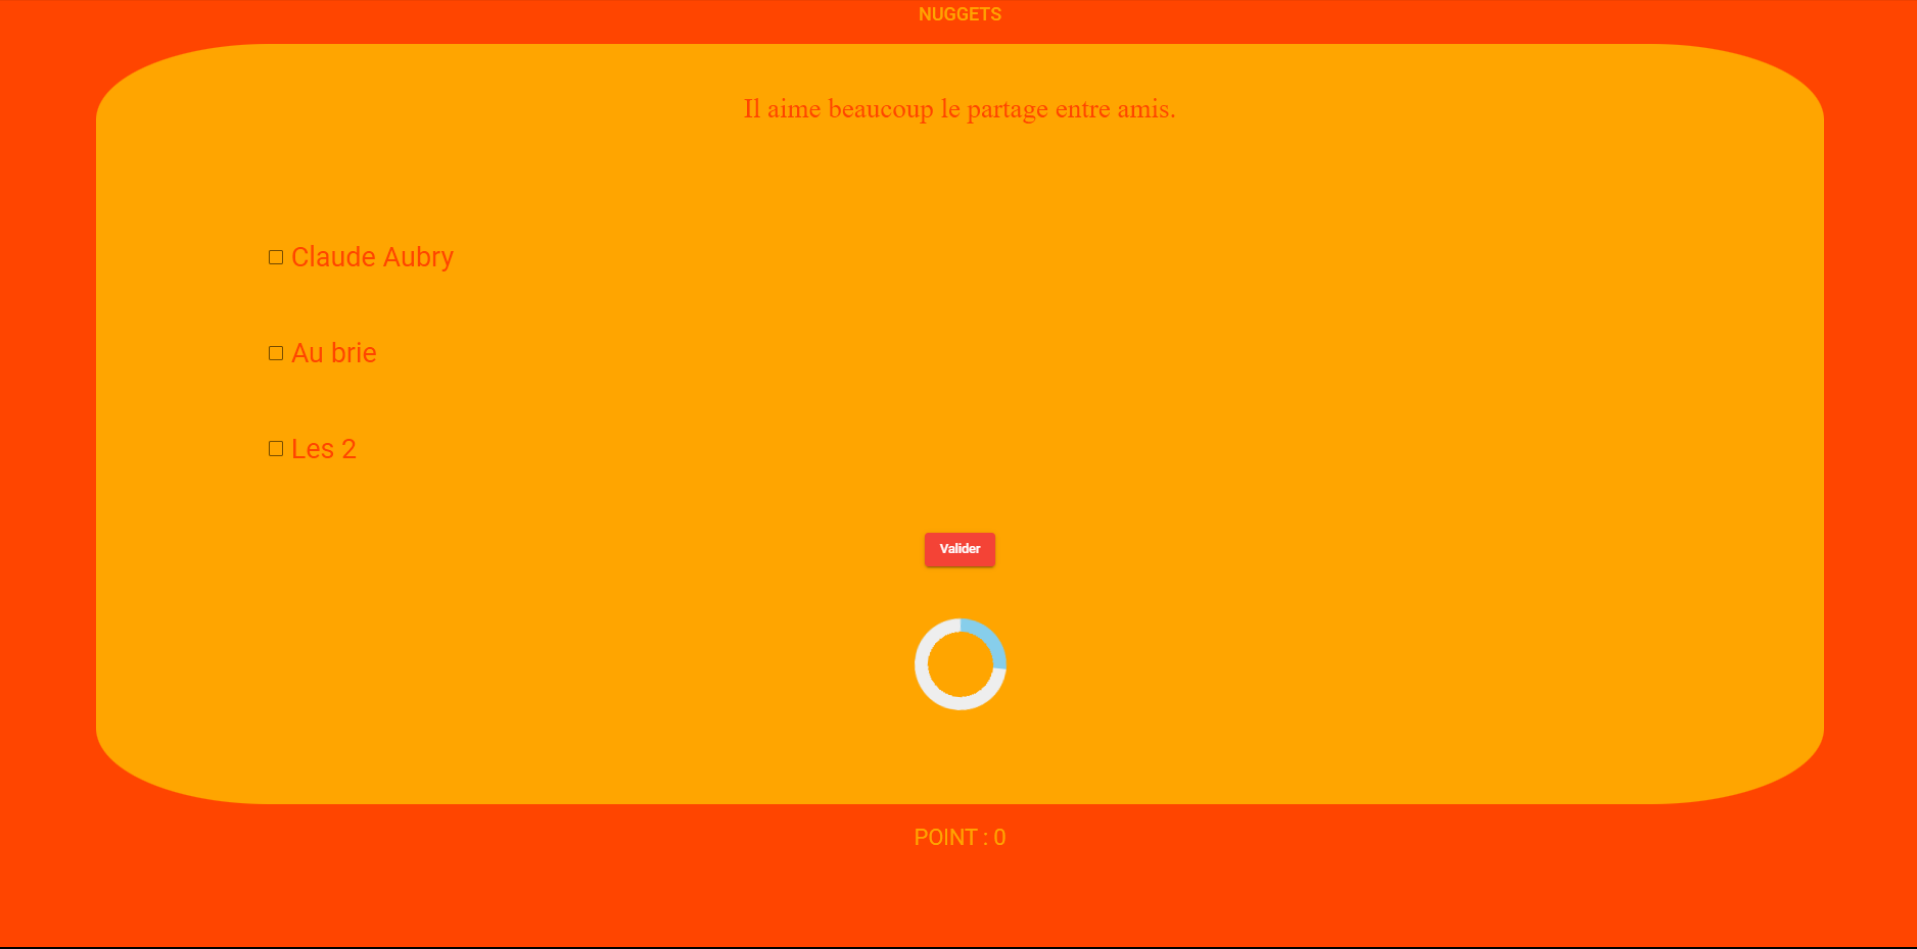 NUGGETS
Il aime beaucoup le partage entre amis.
Claude Aubry
Au brie
Les 2
Valider
POINT : 0